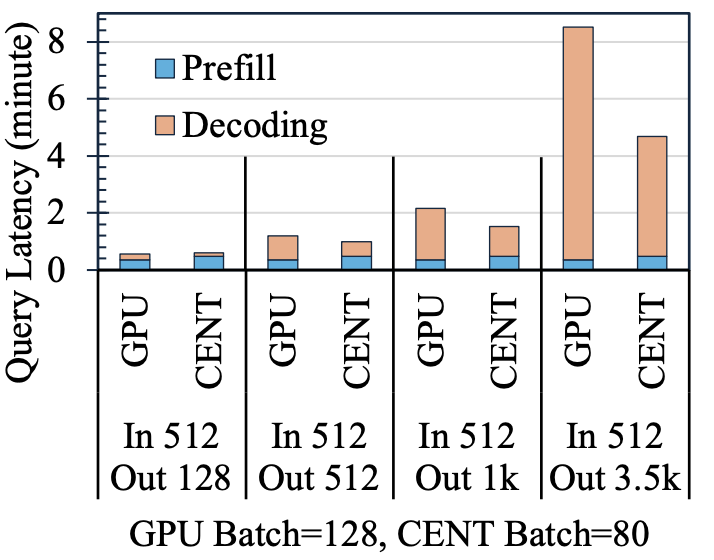 Query Latency (minute)
8
6
4
2
0
Prefill
Decoding
GPU
CENT
GPU
CENT
GPU
CENT
GPU
CENT
In 512
Out 128
In 512
Out 512
In 512
Out 1k
In 512
Out 3.5k
GPU Batch=128, CENT Batch=80